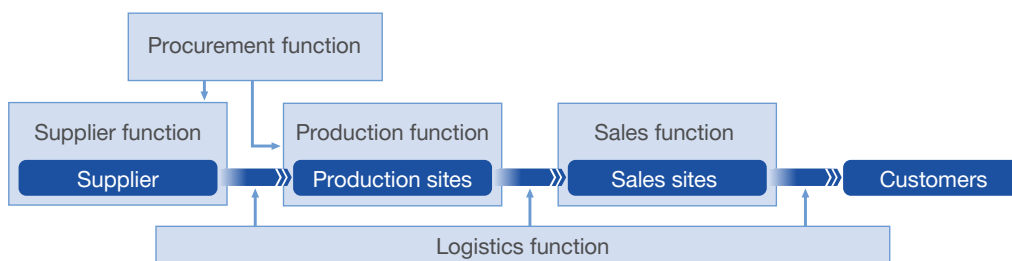 Procurement function
Supplier function
Production function
Sales function
Supplier
Production sites
Sales sites
Customers
Logistics function